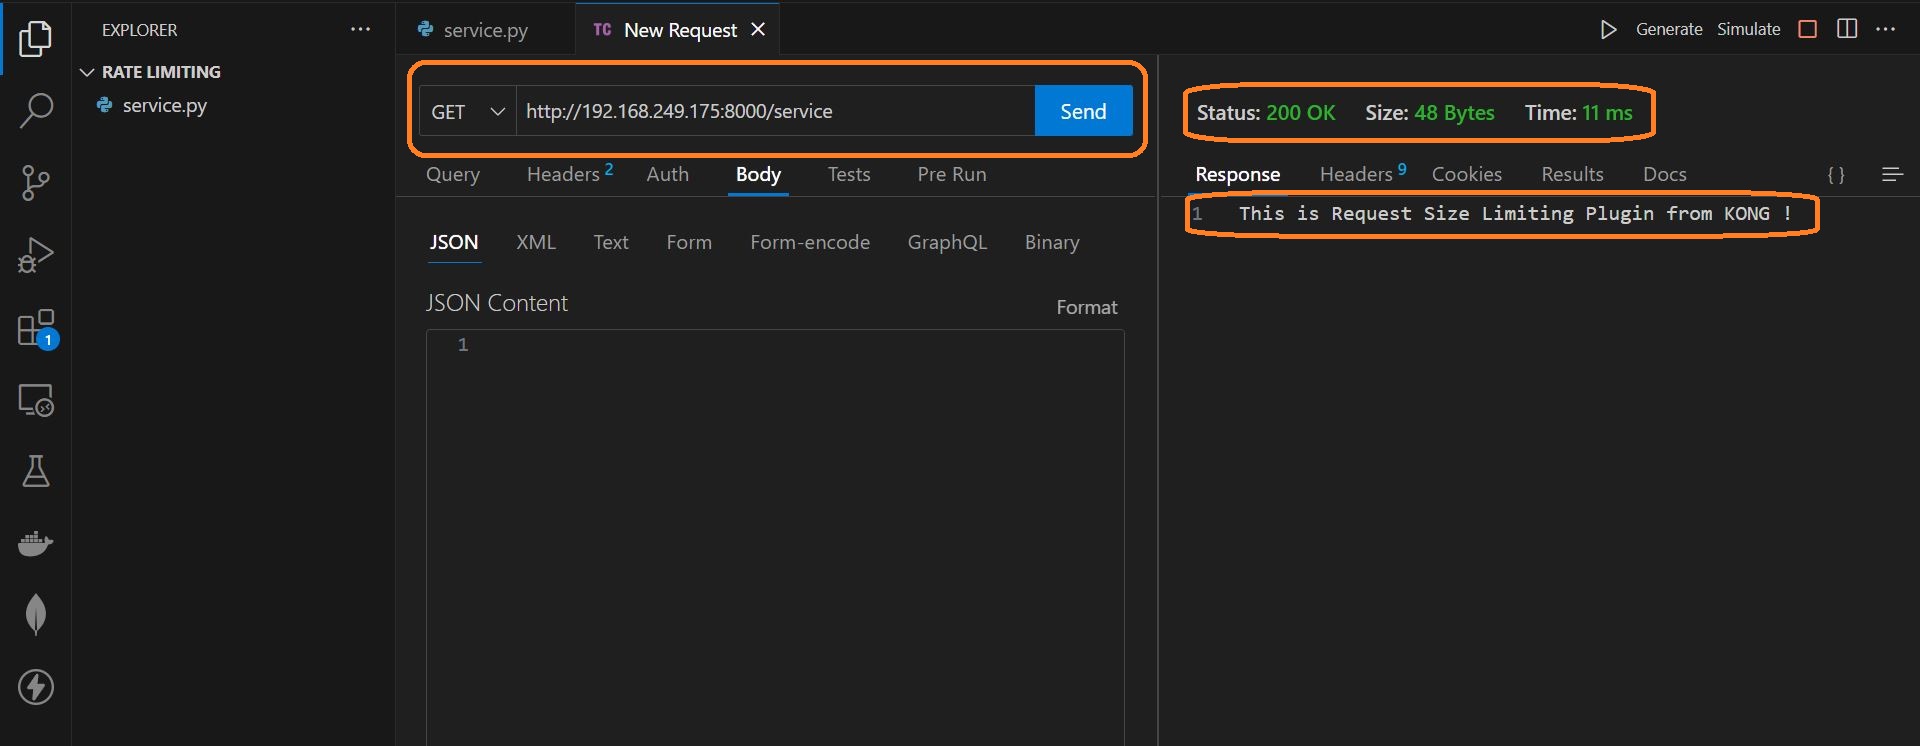 EXPLORER ···
RATE LIMITING
service.py
1
service.py
TC New Request
Generate Simulate ···
GET http://192.168.249.175:8000/service Send
Query Headers 2 Auth Body Tests Pre Run
JSON XML Text Form Form-encode GraphQL Binary
JSON Content
Format
1
Status: 200 OK Size: 48 Bytes Time: 11 ms
Response Headers 9 Cookies Results Docs { }
1 This is Request Size Limiting Plugin from KONG !